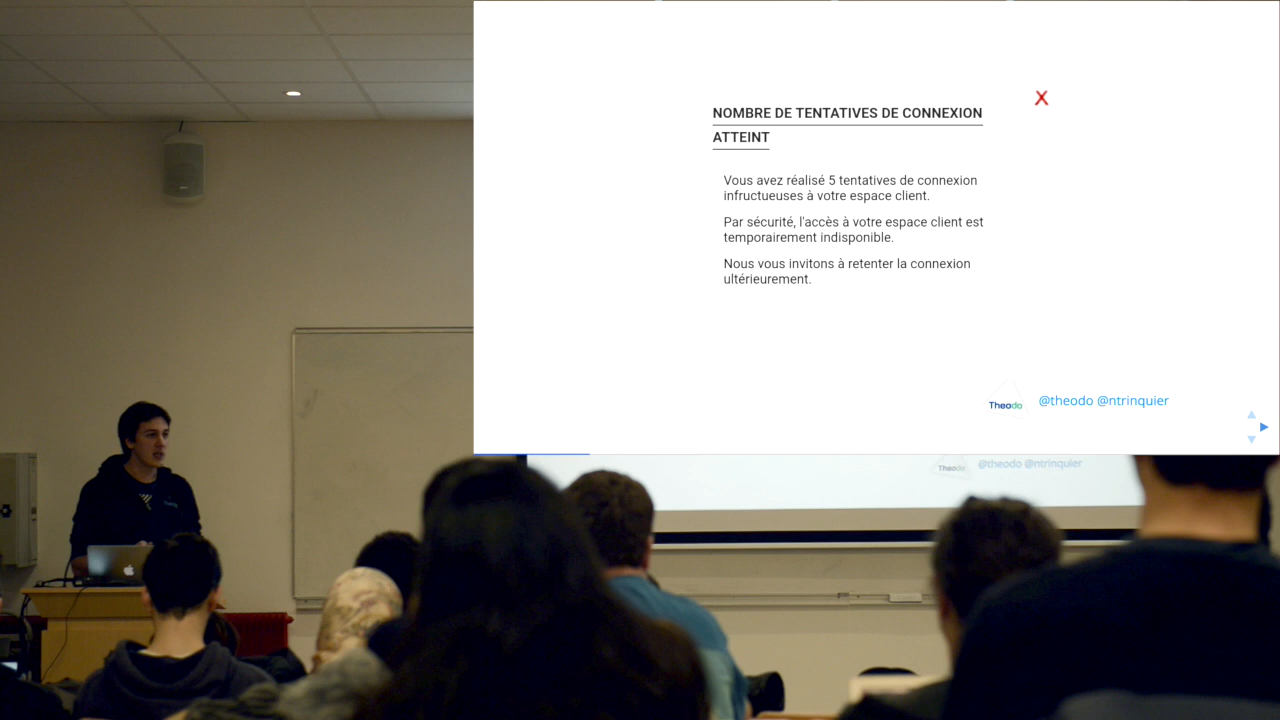 NOMBRE DE TENTATIVES DE CONNEXION
ATTEINT
X
Vous avez réalisé 5 tentatives de connexion
infructueuses à votre espace client.
Par sécurité, l'accès à votre espace client est
temporairement indisponible.
Nous vous invitons à retenter la connexion
ultérieurement.
Theodo
@theodo @ntrinquier
Theodo
@theodo @ntrinquier